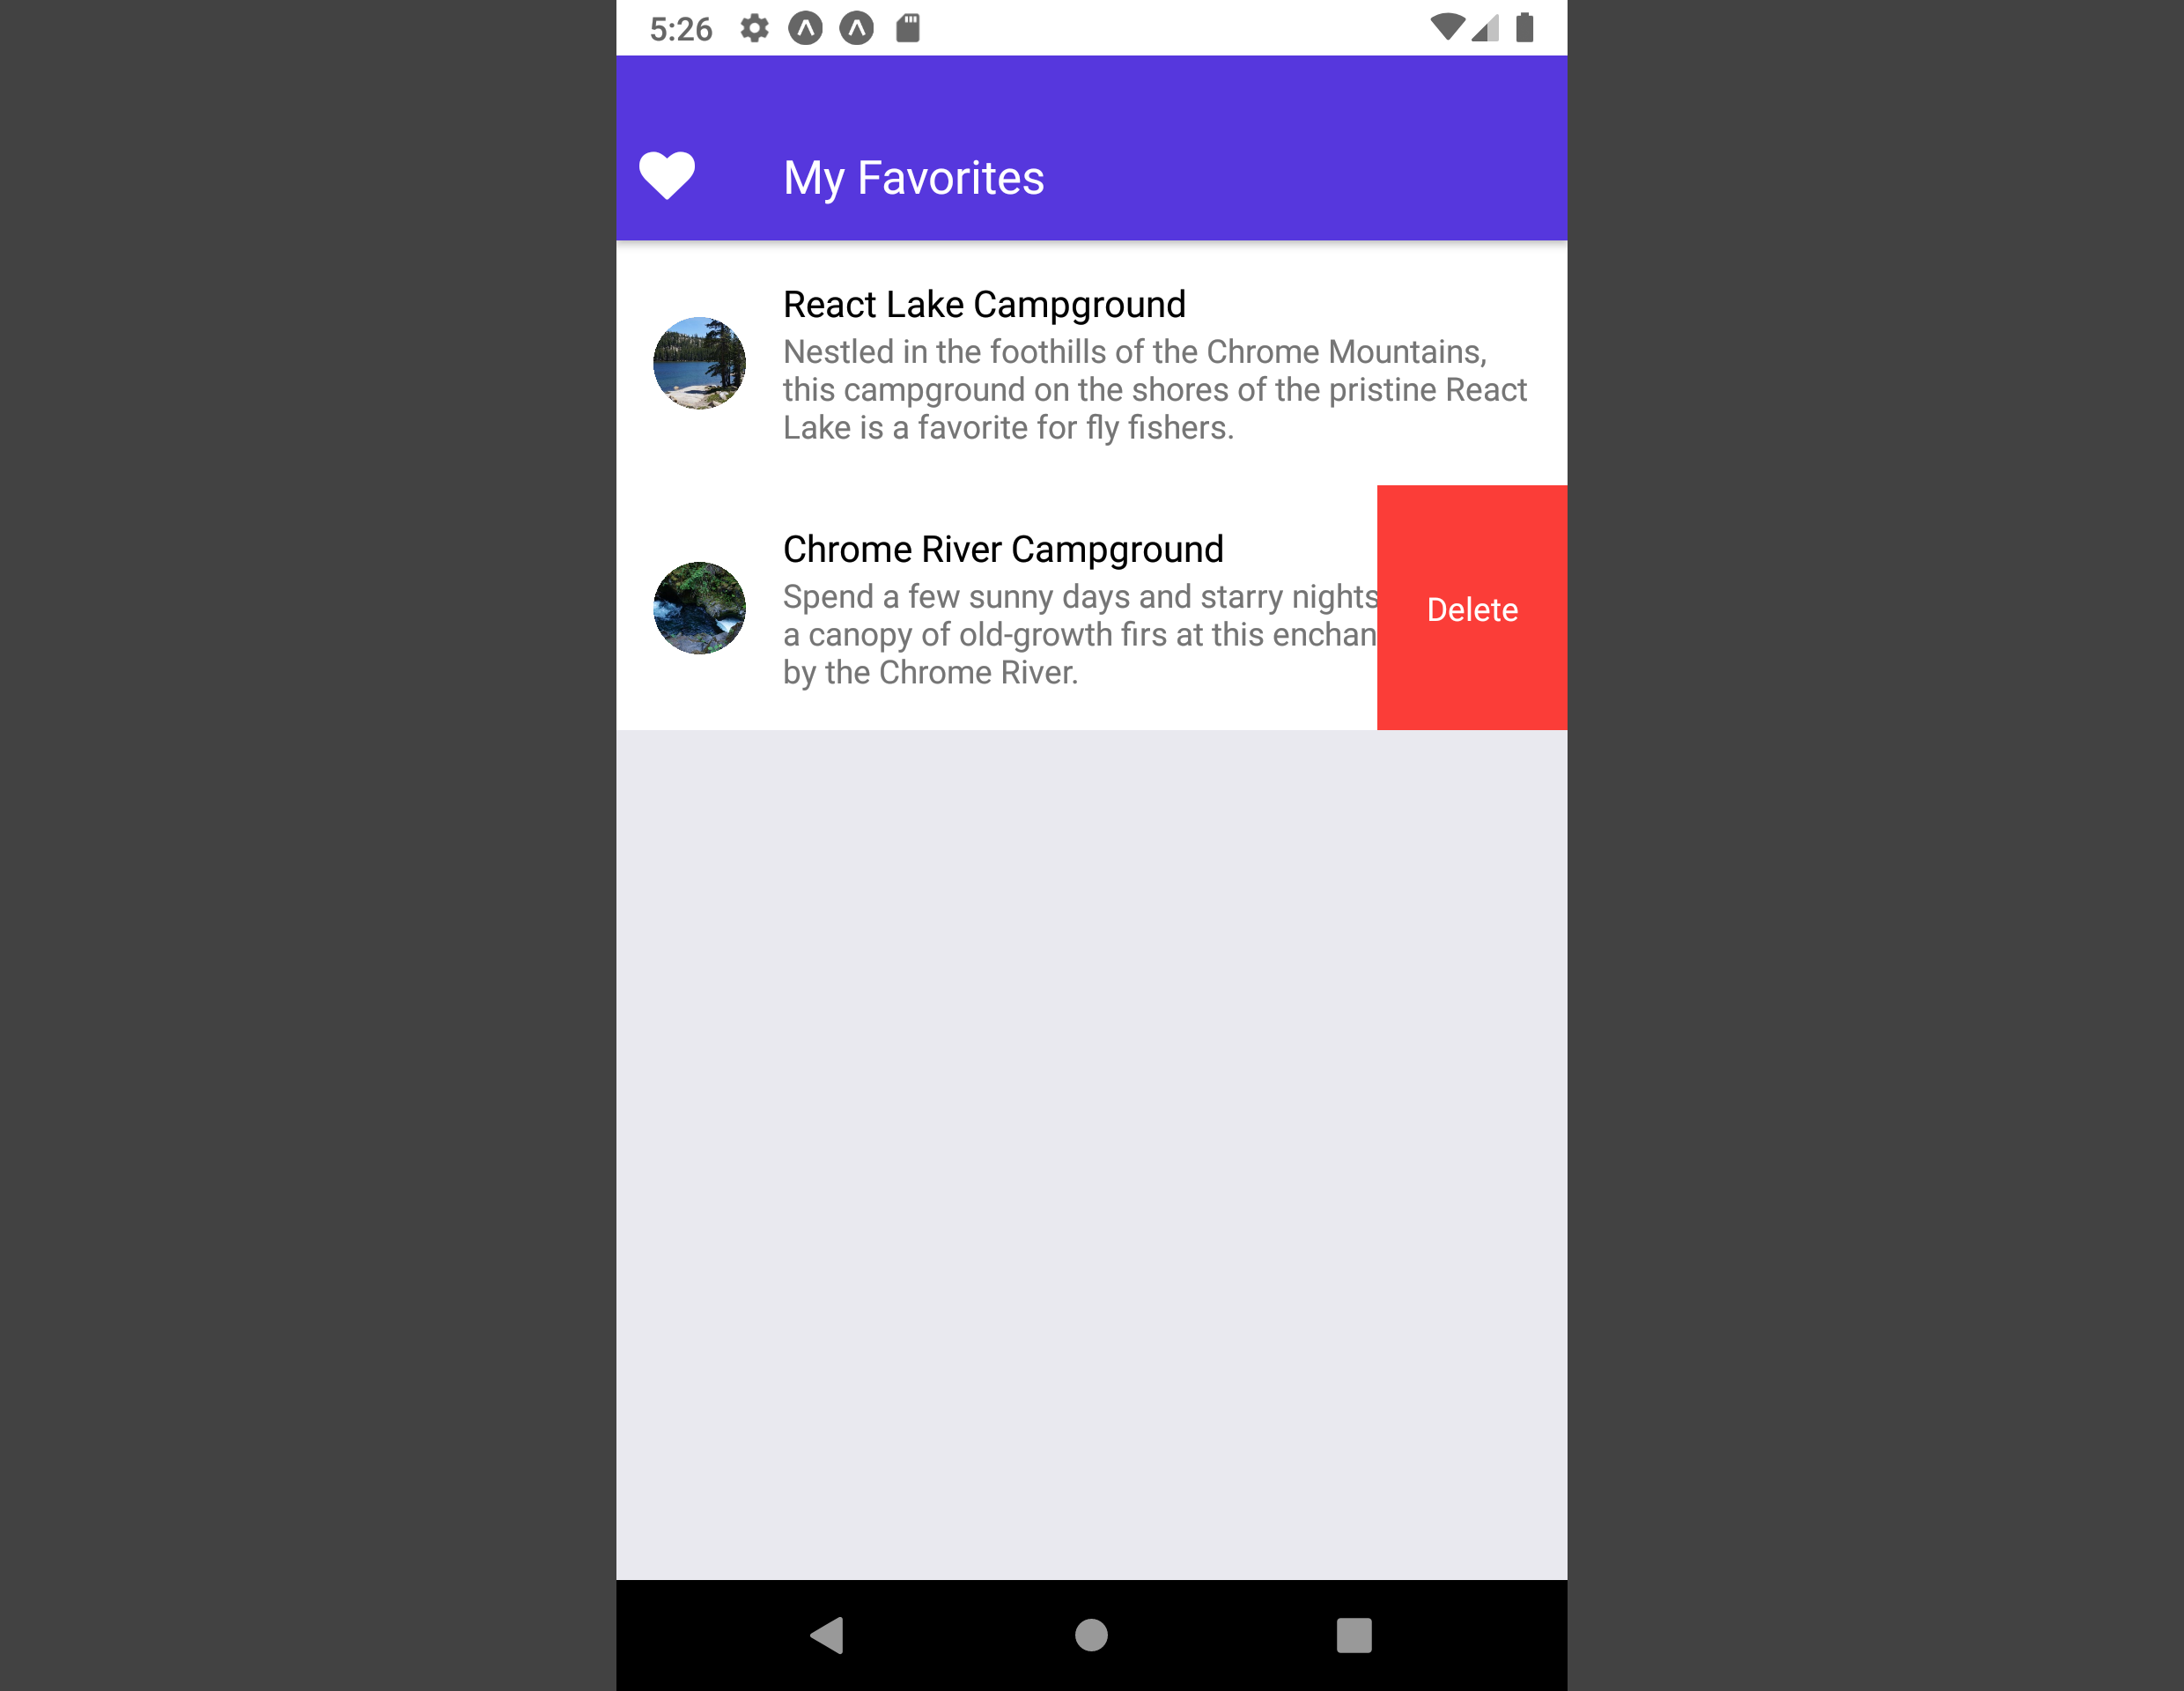 5:26
My Favorites
React Lake Campground
Nestled in the foothills of the Chrome Mountains,
this campground on the shores of the pristine React
Lake is a favorite for fly fishers.
Chrome River Campground
Spend a few sunny days and starry nights
a canopy of old-growth firs at this enchan
by the Chrome River.
Delete